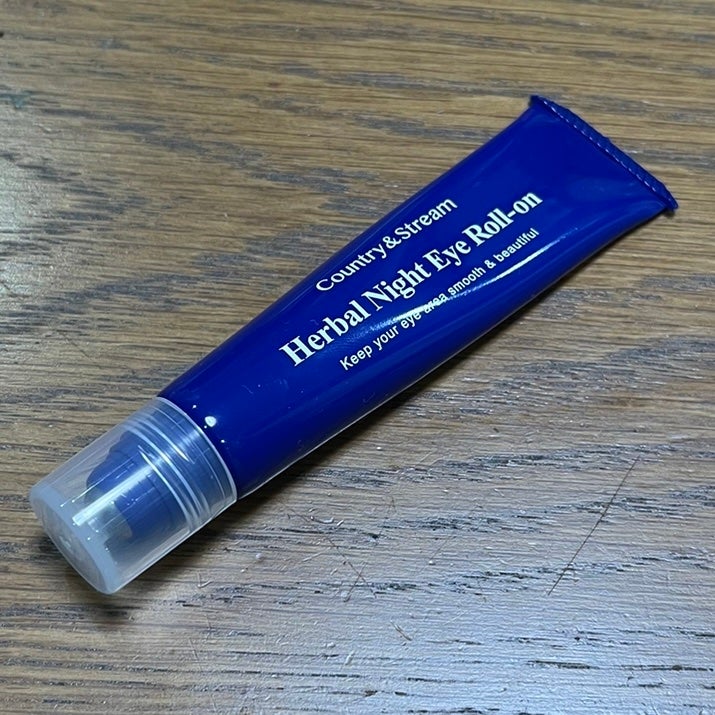 Country&Stream
Herbal Night Eye Roll-on
Keep your eye area smooth & beautiful